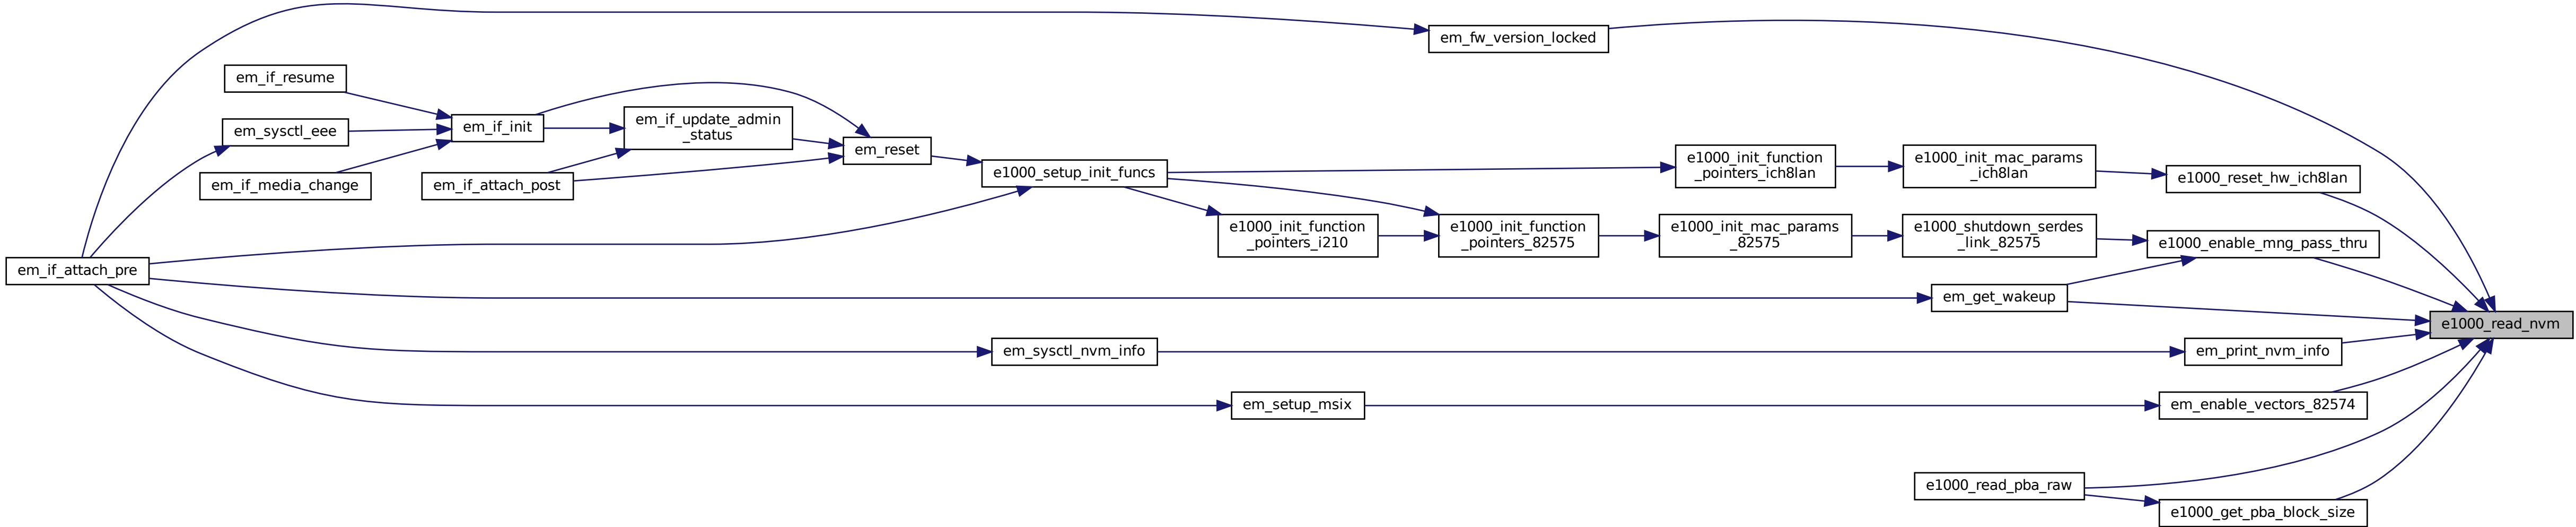 em_fw_version_locked
em_if_resume
em_sysctl_eee
em_if_media_change
em_if_init
em_if_attach_post
em_if_update_admin
_status
em_reset
e1000_setup_init_funcs
e1000_init_function
_pointers_ich8lan
e1000_init_mac_params
_ich8lan
e1000_reset_hw_ich8lan
e1000_init_function
_pointers_i210
e1000_init_function
_pointers_82575
e1000_init_mac_params
_82575
e1000_shutdown_serdes
_link_82575
e1000_enable_mng_pass_thru
em_if_attach_pre
em_get_wakeup
e1000_read_nvm
em_sysctl_nvm_info
em_print_nvm_info
em_setup_msix
em_enable_vectors_82574
e1000_read_pba_raw
e1000_get_pba_block_size